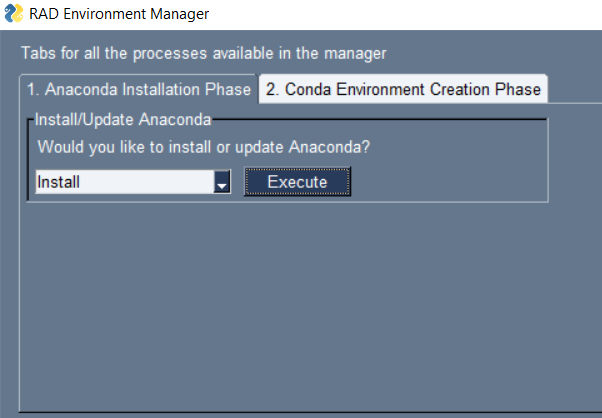 RAD Environment Manager
Tabs for all the processes available in the manager
1. Anaconda Installation Phase 2. Conda Environment Creation Phase
Install/Update Anaconda
Would you like to install or update Anaconda?
Install Execute